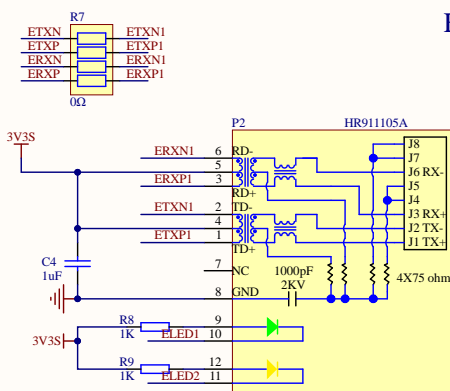 R7
ETXN ETXN1
ETXP ETXP1
ERXN ERXN1
ERXP ERXP1
0Ω
P2 HR911105A
3V3S
J8
J7
ERXN1 6 RD- J6 RX-
5 J5
ERXP1 3 RD+ J4
ETXN1 2 TD- J3 RX+
4 J2 TX-
ETXP1 1 TD+ J1 TX+
C4
1uF
7 NC
1000pF
2KV
4X75 ohm
8 GND
R8 9
1K ELED1 10
3V3S
R9 12
1K ELED2 11